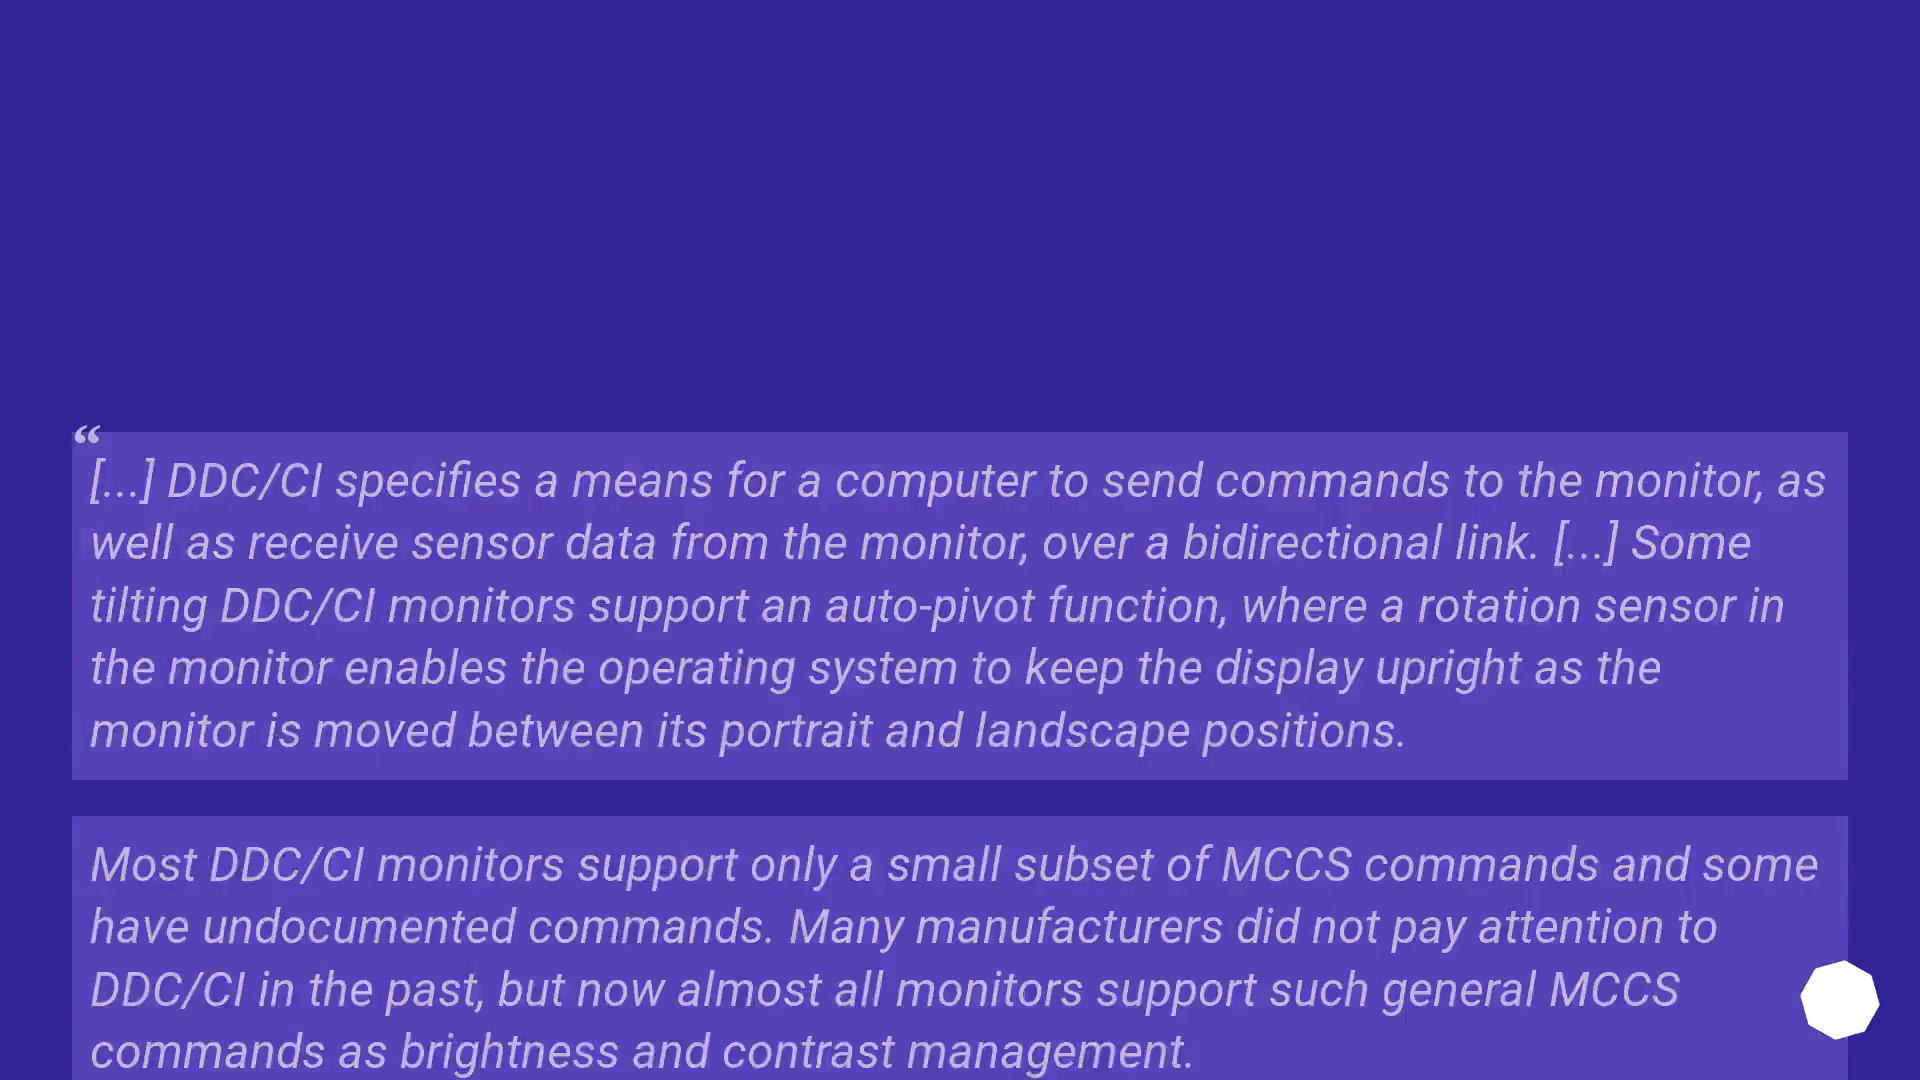 “
[...] DDC/CI specifies a means for a computer to send commands to the monitor, as
well as receive sensor data from the monitor, over a bidirectional link. [...] Some
tilting DDC/CI monitors support an auto-pivot function, where a rotation sensor in
the monitor enables the operating system to keep the display upright as the
monitor is moved between its portrait and landscape positions.
Most DDC/CI monitors support only a small subset of MCCS commands and some
have undocumented commands. Many manufacturers did not pay attention to
DDC/CI in the past, but now almost all monitors support such general MCCS
commands as brightness and contrast management.